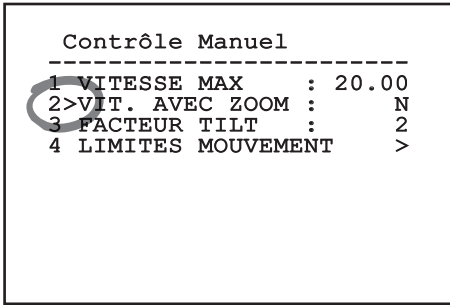 Contrôle Manuel
--------------------------
1 VITESSE MAX    : 20.00
2>VIT. AVEC ZOOM :     N
3 FACTEUR TILT   :     2
4 LIMITES MOUVEMENT    >